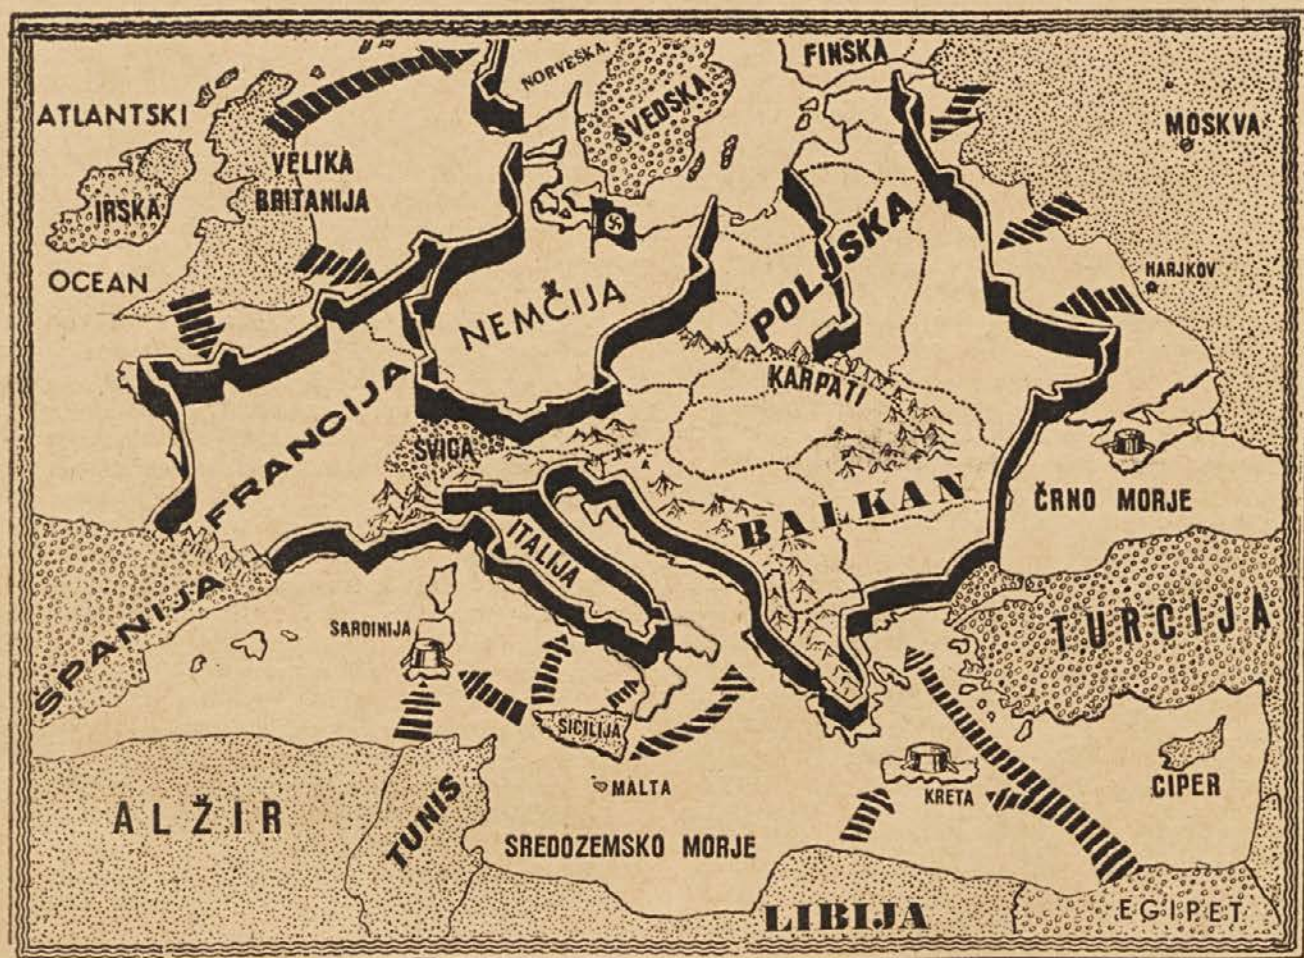 NORVEŠKA
FINSKA
ATLANTSKI
ŠVEDSKA
MOSKVA
VELIKA
BRITANIJA
IRSKA
POLJSKA
OCEAN
HARJKOV
NEMČIJA
FRANCIJA
KARPATI
ŠVICA
BALKAN
ČRNO MORJE
ITALIJA
ŠPANIJA
SARDINIJA
TURČIJA
SICILIJA
MALTA
KRETA
CIPER
ALŽIR
TUNIS
SREDOZEMSKO MORJE
LIBIJA
EGIPET